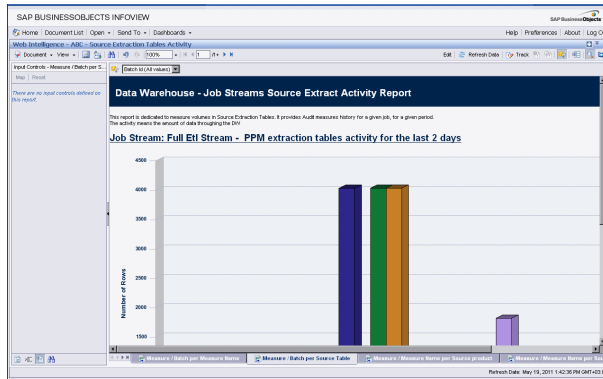 SAP BUSINESSOBJECTS INFOVIEW
SAP BusinessObjects
Home Document List Open Send To Dashboards
Help Preferences About Log O
Web Intelligence - ABC - Source Extraction Tables Activity
Document View 100% 1 /1+
Edit Refresh Data Track
Input Controls - Measure / Batch per S...
Batch Id (All values)
Map Reset
There are no input controls defined on
this report.
Data Warehouse - Job Streams Source Extract Activity Report
This report is dedicated to measure volumes in Source Extraction Tables. It provides Audit measures history for a given job, for a given period.
The activity means the amount of data throughing the DW
Job Stream: Full Etl Stream - PPM extraction tables activity for the last 2 days
4500
4000
3500
3000
2500
2000
1500
Number of Rows
Measure / Batch per Measure Items
Measure / Batch per Source Table
Measure / Measure Items per Source product
Measure / Measure Items per Sou
Refresh Date: May 19, 2011 1:42:36 PM GMT+03: